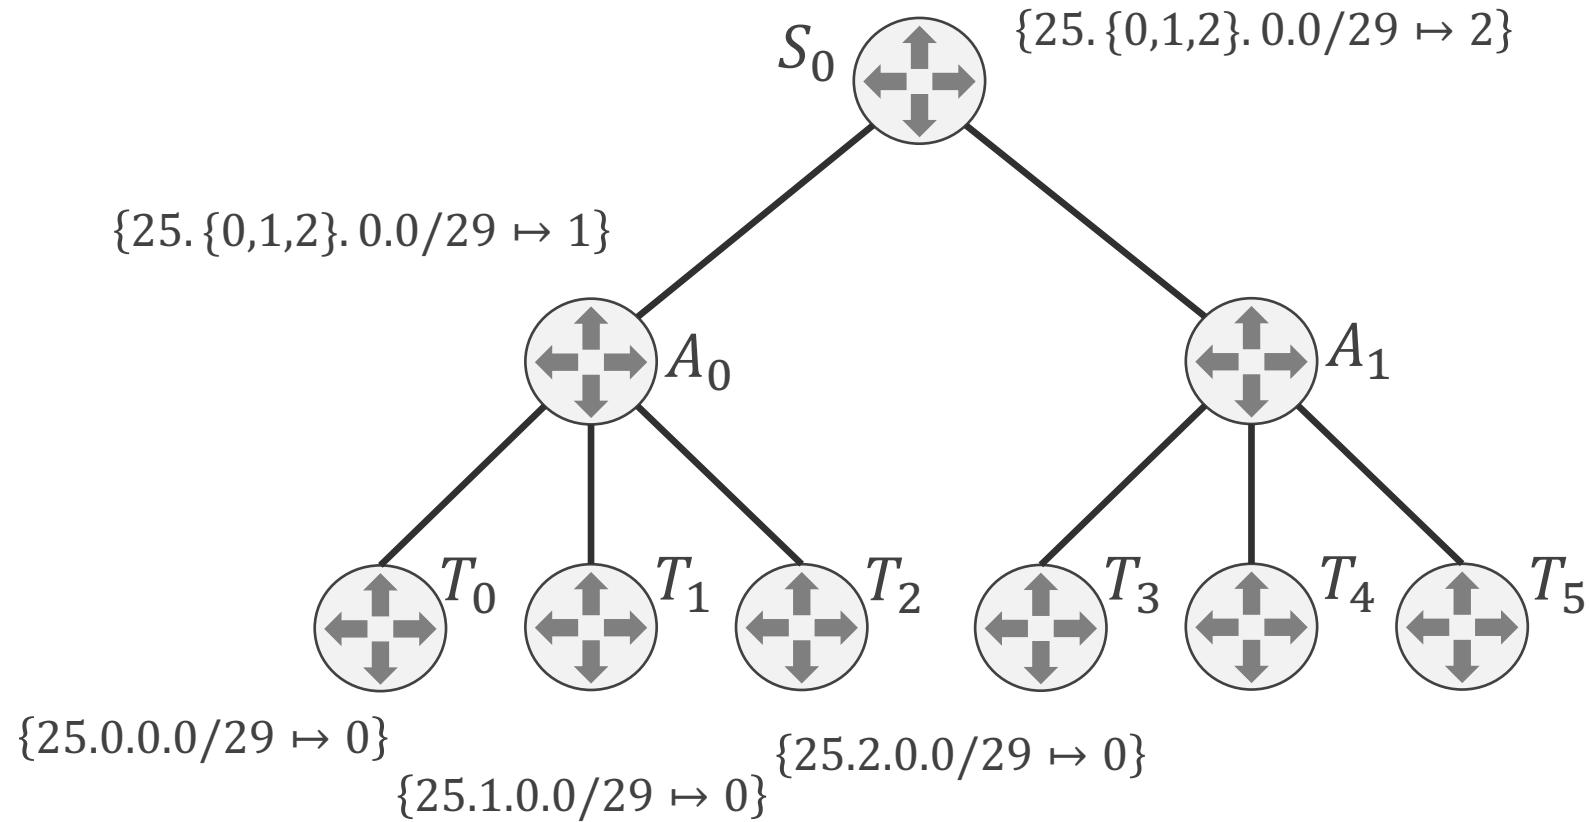 S₀
{25. {0,1,2}. 0.0/29 ↦ 2}
{25. {0,1,2}. 0.0/29 ↦ 1}
A₀
A₁
T₀
T₁
T₂
T₃
T₄
T₅
{25.0.0.0/29 ↦ 0}
{25.1.0.0/29 ↦ 0}
{25.2.0.0/29 ↦ 0}